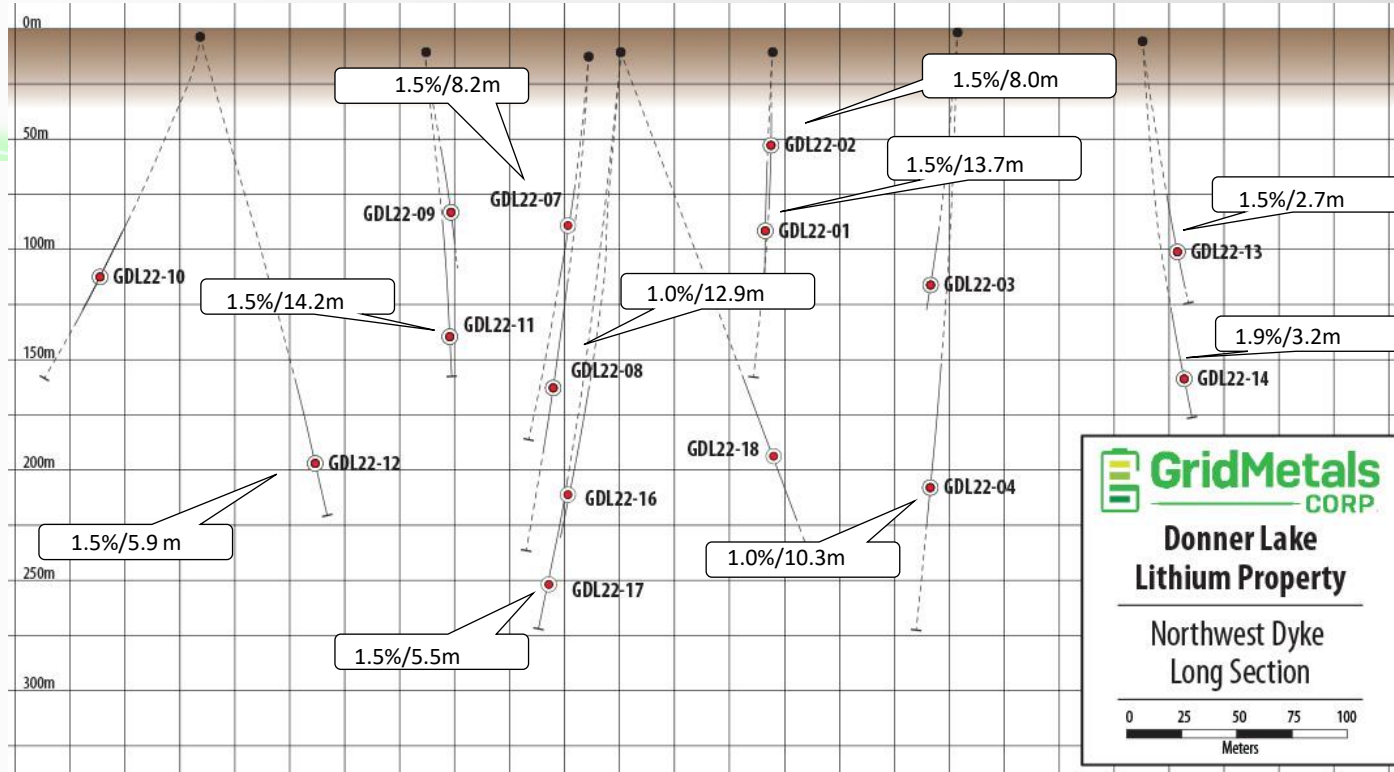 0m
1.5%/8.2m
1.5%/8.0m
50m
GDL22-02
1.5%/13.7m
GDL22-07
1.5%/2.7m
GDL22-09
GDL22-01
100m
GDL22-13
GDL22-10
1.5%/14.2m
1.0%/12.9m
GDL22-03
GDL22-11
1.9%/3.2m
150m
GDL22-08
GDL22-14
GDL22-18
200m
GDL22-12
GDL22-04
GDL22-16
1.5%/5.9 m
1.0%/10.3m
250m
GDL22-17
1.5%/5.5m
300m
GridMetals
CORP.
Donner Lake
Lithium Property
Northwest Dyke
Long Section
0 25 50 75 100
Meters